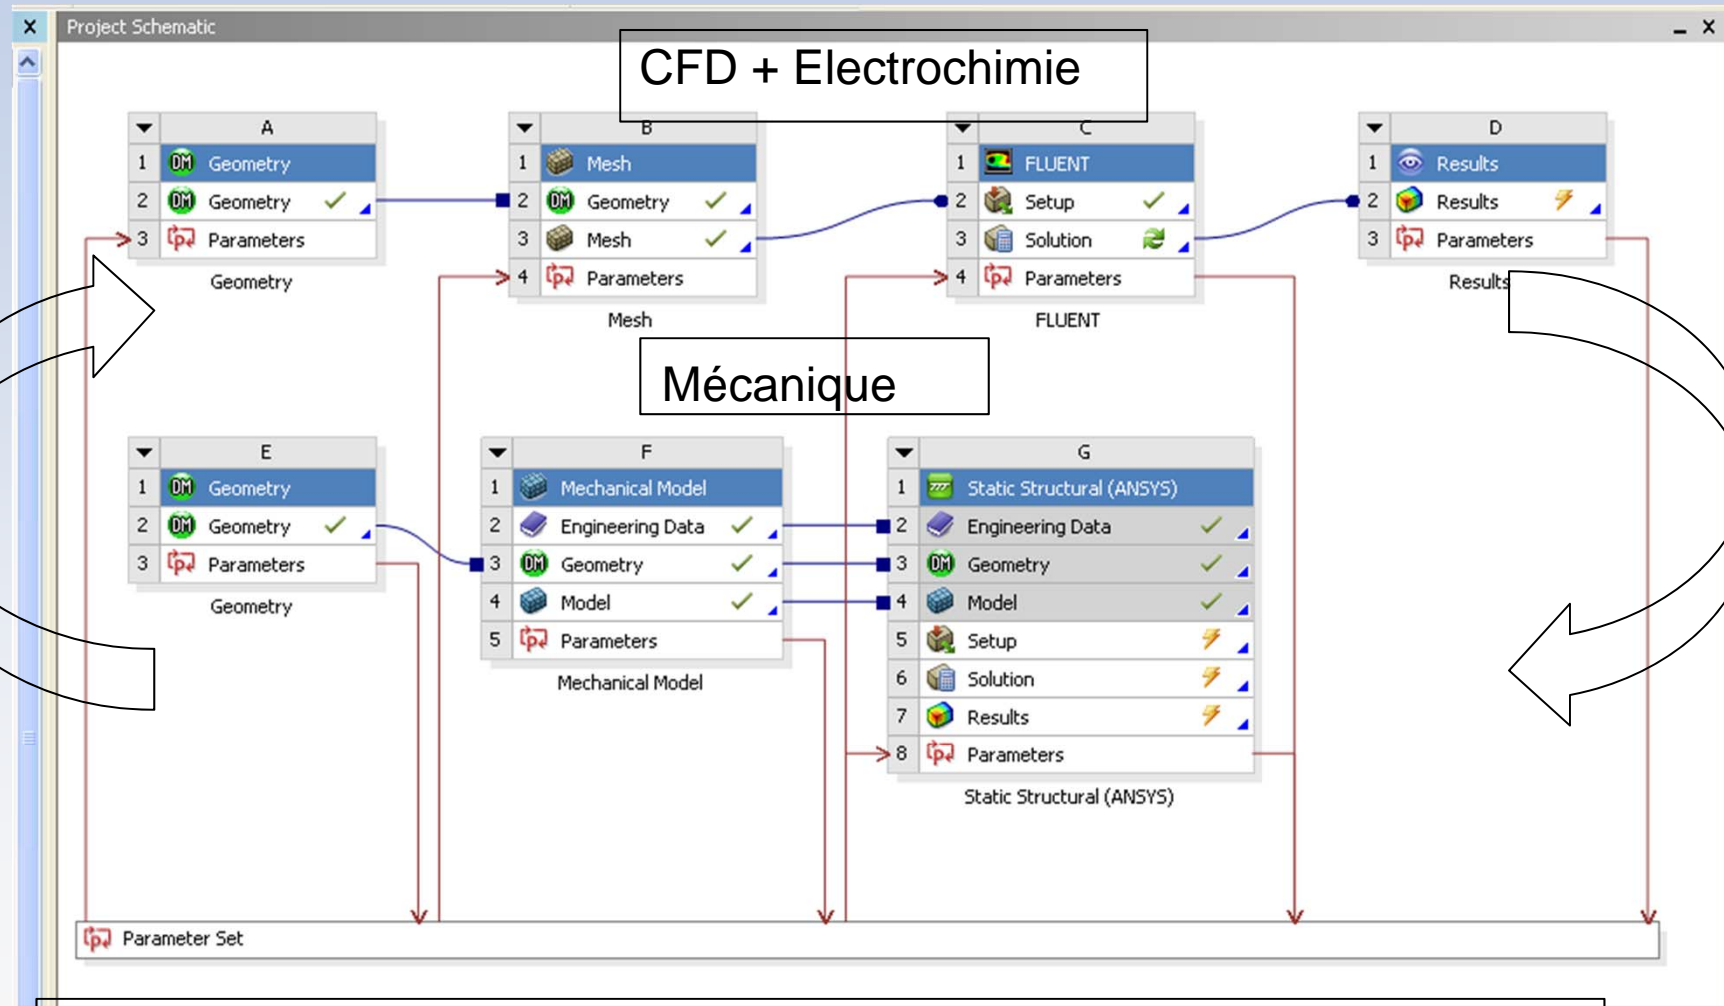 Project Schematic
CFD + Electrochimie
A
1 Geometry
2 Geometry
3 Parameters
Geometry
B
1 Mesh
2 Geometry
3 Mesh
4 Parameters
Mesh
C
1 FLUENT
2 Setup
3 Solution
4 Parameters
FLUENT
D
1 Results
2 Results
3 Parameters
Results
Mécanique
E
1 Geometry
2 Geometry
3 Parameters
Geometry
F
1 Mechanical Model
2 Engineering Data
3 Geometry
4 Model
5 Parameters
Mechanical Model
G
1 Static Structural (ANSYS)
2 Engineering Data
3 Geometry
4 Model
5 Setup
6 Solution
7 Results
8 Parameters
Static Structural (ANSYS)
Parameter Set